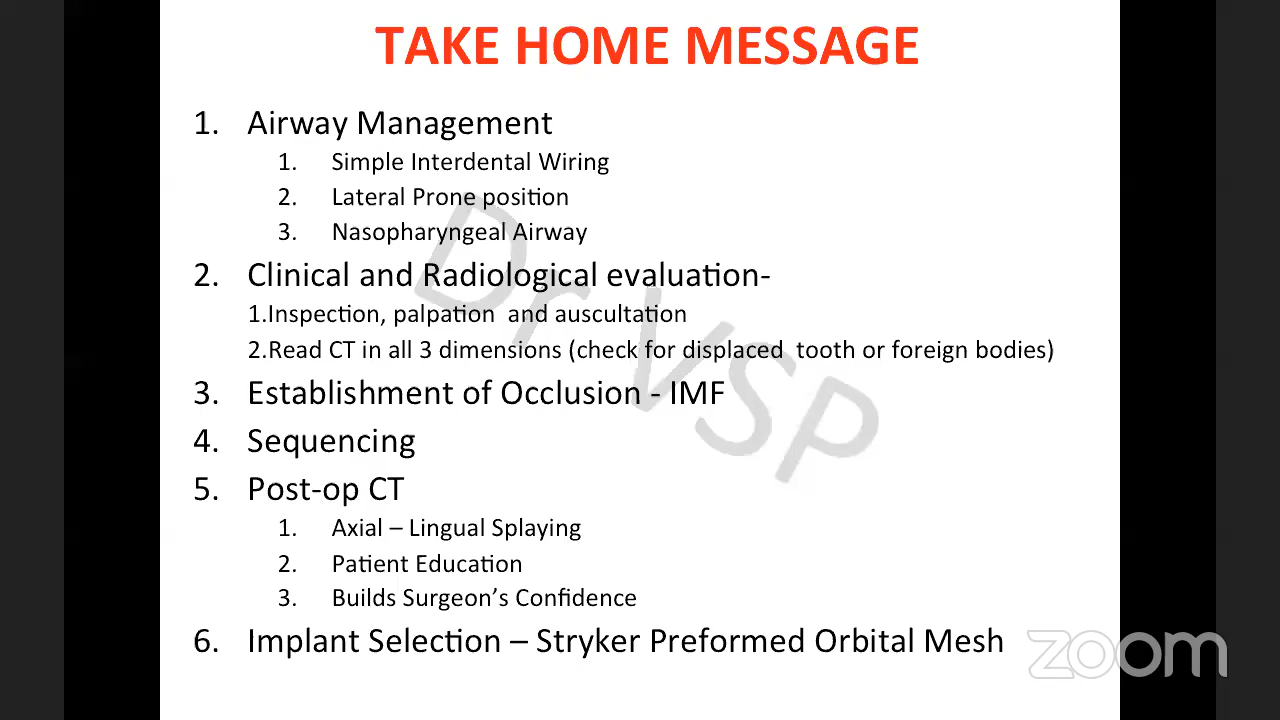 TAKE HOME MESSAGE
1. Airway Management
1. Simple Interdental Wiring
2. Lateral Prone position
3. Nasopharyngeal Airway
2. Clinical and Radiological evaluation-
1.Inspection, palpation and auscultation
2.Read CT in all 3 dimensions (check for displaced tooth or foreign bodies)
3. Establishment of Occlusion - IMF
4. Sequencing
5. Post-op CT
1. Axial – Lingual Splaying
2. Patient Education
3. Builds Surgeon’s Confidence
6. Implant Selection – Stryker Preformed Orbital Mesh
Dr VSP
zoom